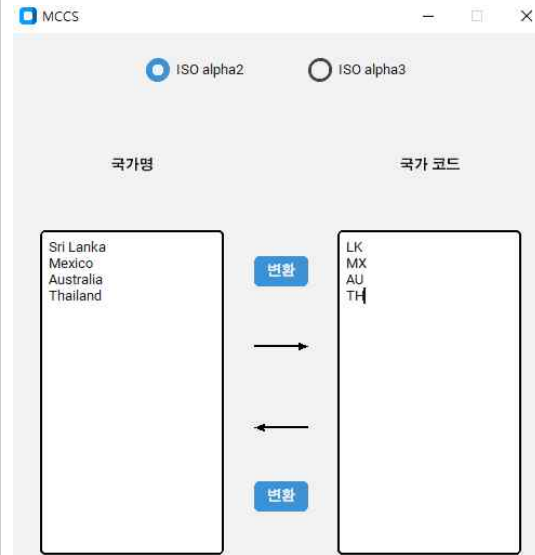 MCCS
ISO alpha2
ISO alpha3
국가명
국가 코드
Sri Lanka
Mexico
Australia
Thailand
변환
LK
MX
AU
TH
변환